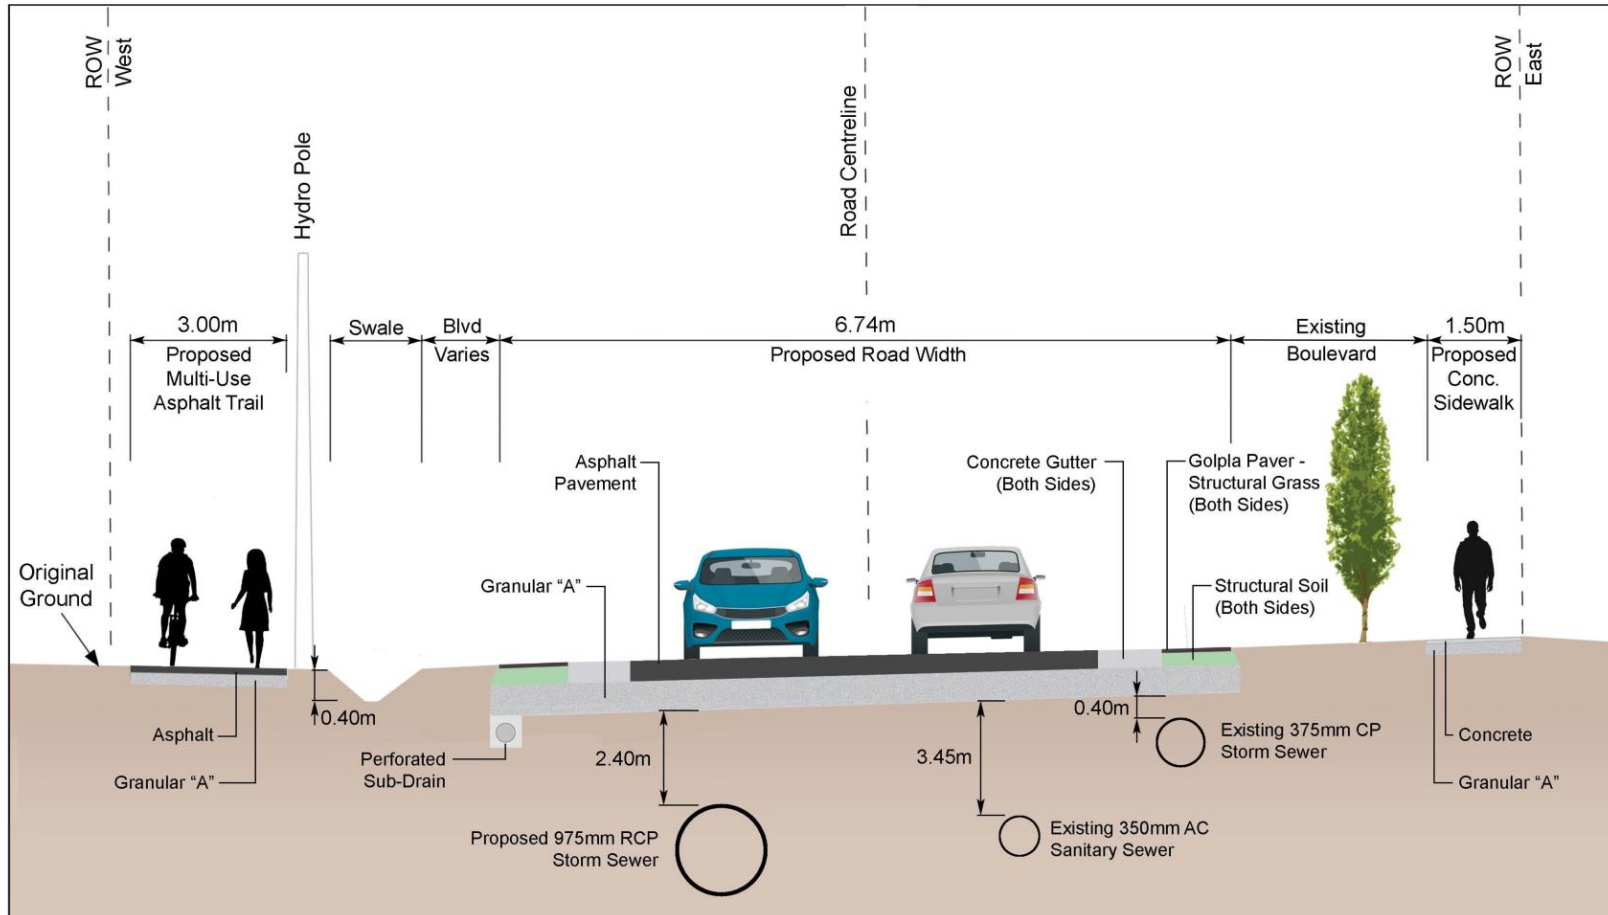 ROW
West
Hydro Pole
Road Centreline
ROW
East
3.00m
Proposed
Multi-Use
Asphalt Trail
Swale
Blvd
Varies
6.74m
Proposed Road Width
Existing
Boulevard
1.50m
Proposed
Conc.
Sidewalk
Asphalt
Pavement
Concrete Gutter
(Both Sides)
Golpla Paver -
Structural Grass
(Both Sides)
Original
Ground
Granular “A”
Structural Soil
(Both Sides)
0.40m
Asphalt
Granular “A”
Perforated
Sub-Drain
2.40m
3.45m
0.40m
Existing 375mm CP
Storm Sewer
Concrete
Granular “A”
Proposed 975mm RCP
Storm Sewer
Existing 350mm AC
Sanitary Sewer